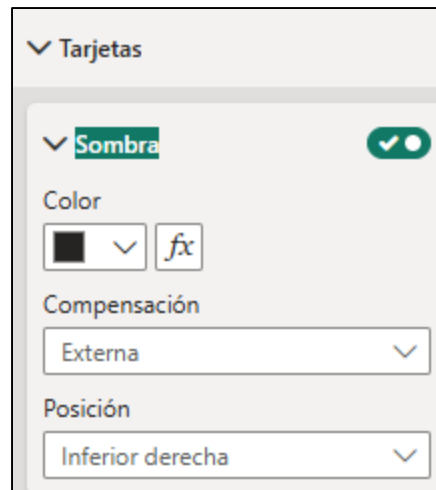 Tarjetas
Sombra
Color
fx
Compensación
Externa
Posición
Inferior derecha